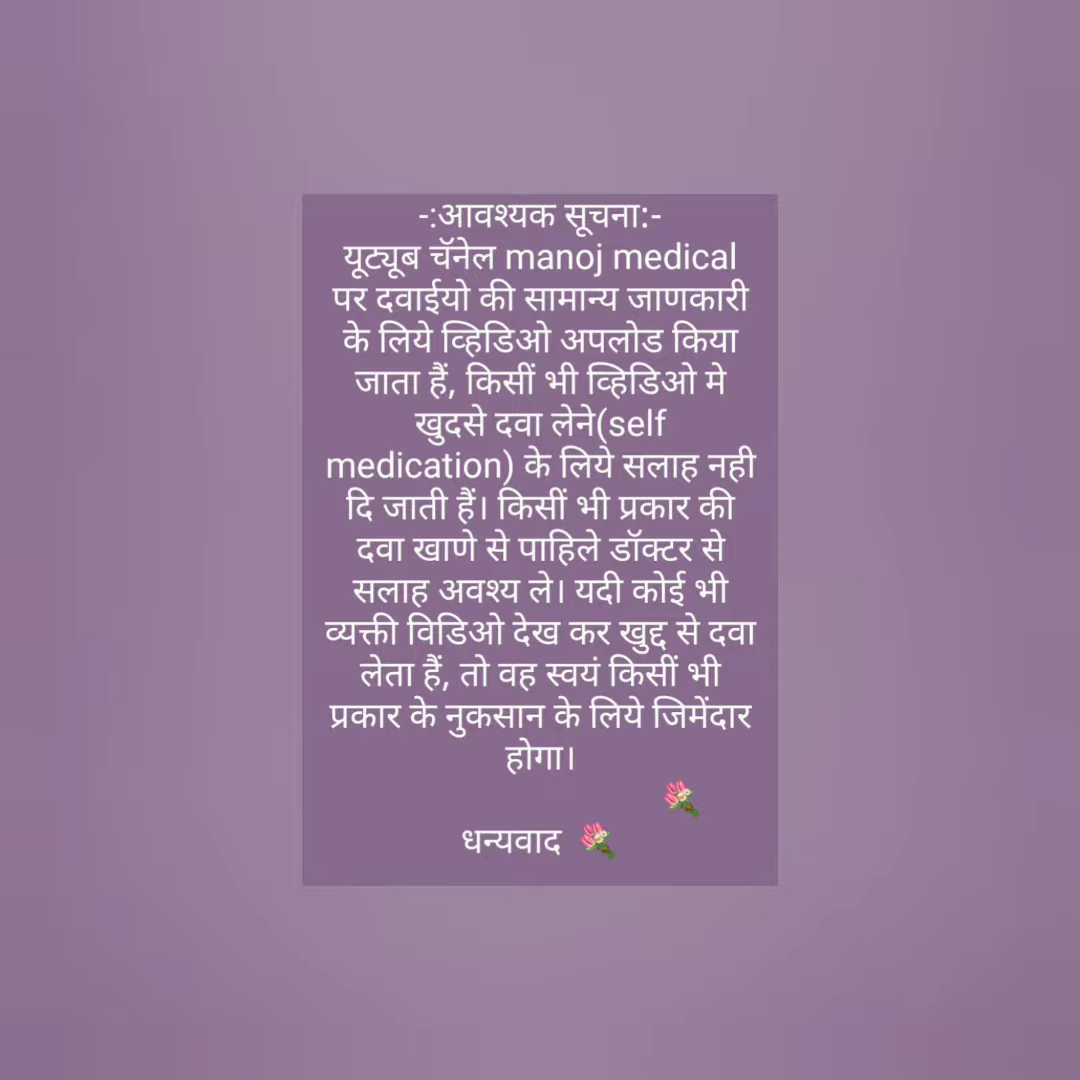 -:आवश्यक सूचना:-
यूट्यूब चॅनेल manoj medical
पर दवाईयो की सामान्य जाणकारी
के लिये व्हिडिओ अपलोड किया
जाता हैं, किसीं भी व्हिडिओ मे
खुदसे दवा लेने(self
medication) के लिये सलाह नही
दि जाती हैं। किसीं भी प्रकार की
दवा खाणे से पाहिले डॉक्टर से
सलाह अवश्य ले। यदी कोई भी
व्यक्ती विडिओ देख कर खुद्द से दवा
लेता हैं, तो वह स्वयं किसीं भी
प्रकार के नुकसान के लिये जिमेंदार
होगा।
💐
धन्यवाद 💐